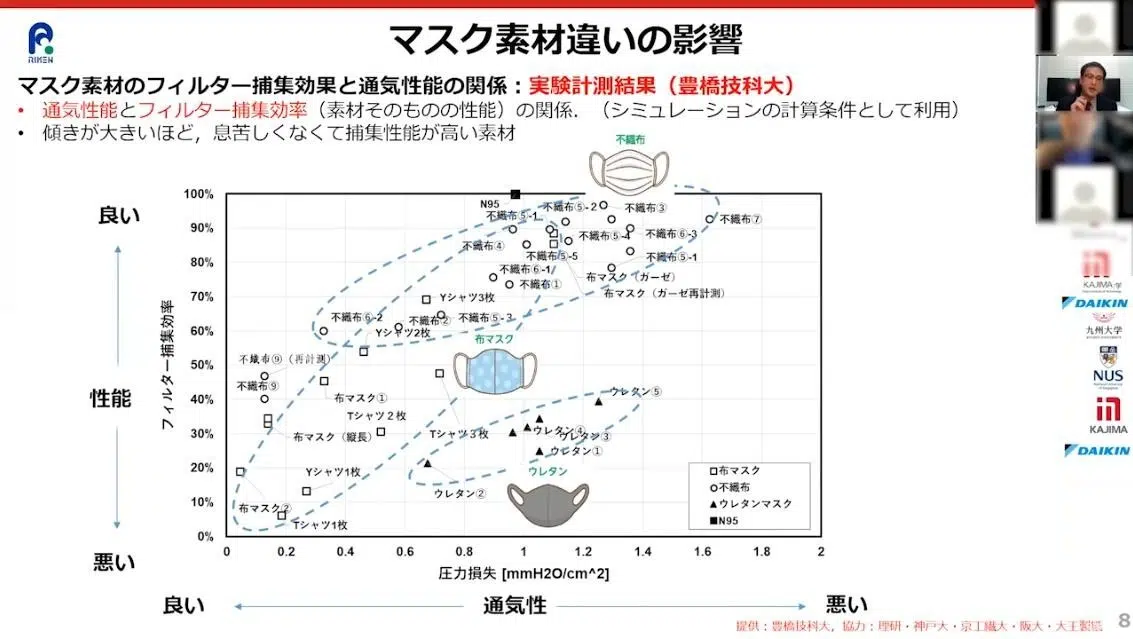 RIKEN
マスク素材違いの影響
マスク素材のフィルター捕集効果と通気性能の関係：実験計測結果（豊橋技科大）
• 通気性能とフィルター捕集効率（素材そのものの性能）の関係．（シミュレーションの計算条件として利用）
• 傾きが大きいほど，息苦しくなくて捕集性能が高い素材
不織布
良い
性能
悪い
フィルター捕集効率
100%
90%
80%
70%
60%
50%
40%
30%
20%
10%
0%
N95
不織布⑤-1
不織布⑤-2
不織布③
不織布⑦
不織布④
不織布⑤-4
不織布⑥-3
不織布⑤-5
不織布⑤-1
不織布⑥-1
布マスク（ガーゼ）
不織布①
布マスク（ガーゼ再計測）
Yシャツ3枚
不織布⑥-2
不織布②
不織布⑤-3
Yシャツ2枚
布マスク
不織布⑨（再計測）
不織布⑨
布マスク①
ウレタン⑤
Tシャツ２枚
布マスク（縦長）
Tシャツ３枚
ウレタン④
ウレタン③
ウレタン①
Yシャツ1枚
ウレタン
ウレタン②
布マスク②
Tシャツ1枚
布マスク
不織布
ウレタンマスク
N95
0 0.2 0.4 0.6 0.8 1 1.2 1.4 1.6 1.8 2
圧力損失 [mmH2O/cm^2]
良い 通気性 悪い
提供：豊橋技科大，協力：理研・神戸大・京工繊大・阪大・大王製紙
8
DAIKIN
九州大学
NUS
KAJIMA
DAIKIN